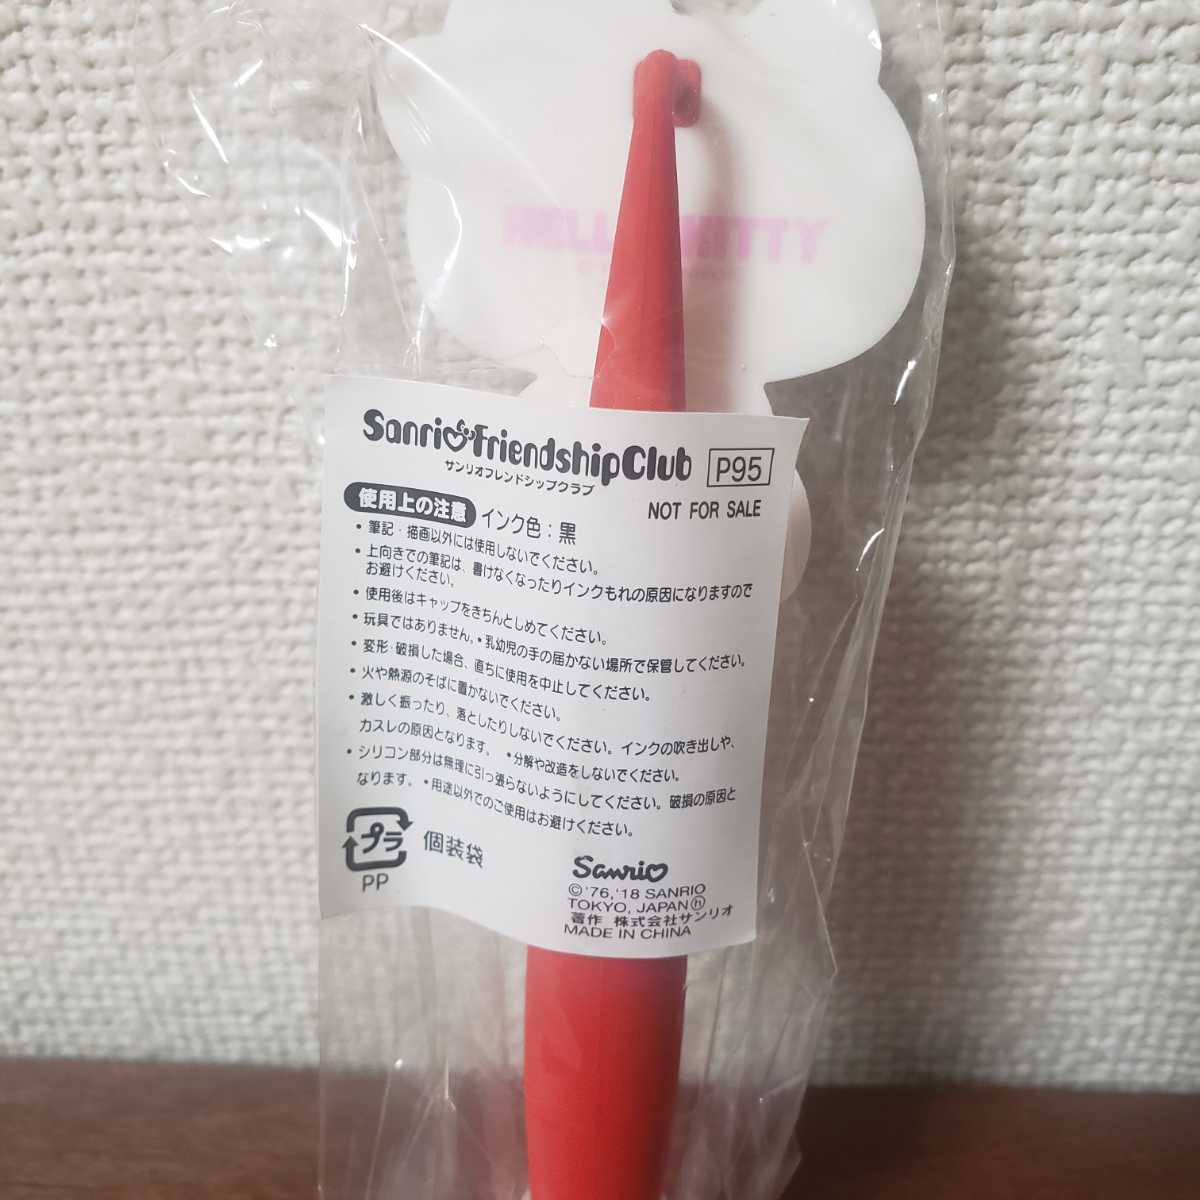 HELLO KITTY
Sanrio Friendship Club P95
サンリオフレンドシップクラブ
NOT FOR SALE
使用上の注意 インク色：黒
• 筆記・描画以外には使用しないでください。
• 上向きでの筆記は、書けなくなったりインクもれの原因になりますので
お避けください。
• 使用後はキャップをきちんとしめてください。
• 玩具ではありません。•乳幼児の手の届かない場所で保管してください。
• 変形・破損した場合、直ちに使用を中止してください。
• 火や熱源のそばに置かないでください。
• 激しく振ったり、落としたりしないでください。インクの吹き出しや、
カスレの原因となります。 •分解や改造をしないでください。
• シリコン部分は無理に引っ張らないようにしてください。破損の原因と
なります。•用途以外でのご使用はお避けください。
プラ 個装袋
PP
Sanrio
©'76,'18 SANRIO
TOKYO, JAPAN ⓗ
著作 株式会社サンリオ
MADE IN CHINA